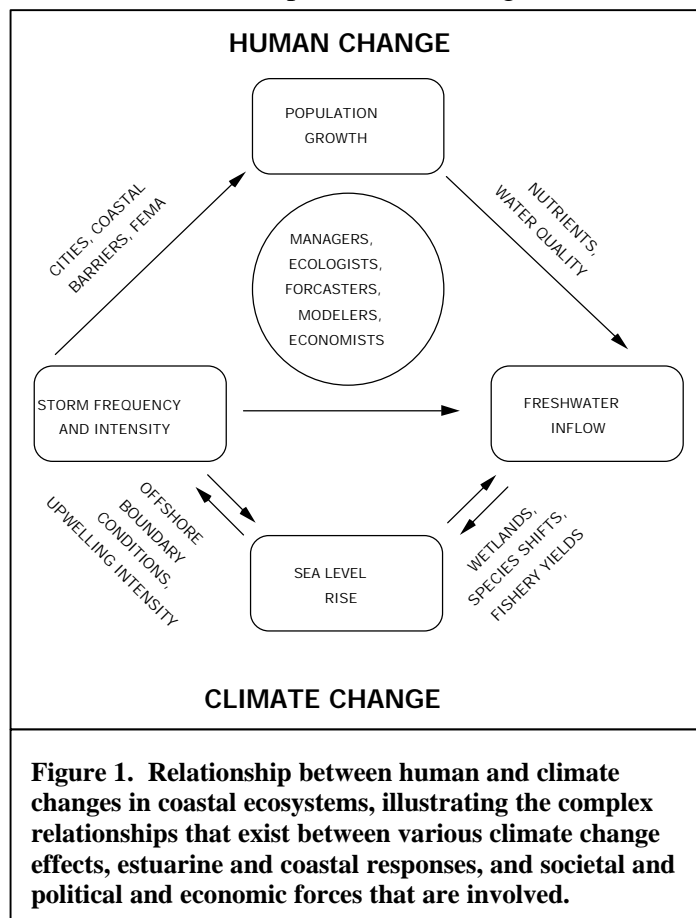 HUMAN CHANGE
POPULATION
GROWTH
CITIES, COASTAL
BARRIERS, FEMA
NUTRIENTS,
WATER QUALITY
MANAGERS,
ECOLOGISTS,
FORCASTERS,
MODELERS,
ECONOMISTS
STORM FREQUENCY
AND INTENSITY
FRESHWATER
INFLOW
OFFSHORE
BOUNDARY
CONDITIONS,
UPWELLING INTENSITY
SEA LEVEL
RISE
WETLANDS,
SPECIES SHIFTS,
FISHERY YIELDS
CLIMATE CHANGE
Figure 1. Relationship between human and climate
changes in coastal ecosystems, illustrating the complex
relationships that exist between various climate change
effects, estuarine and coastal responses, and societal and
political and economic forces that are involved.